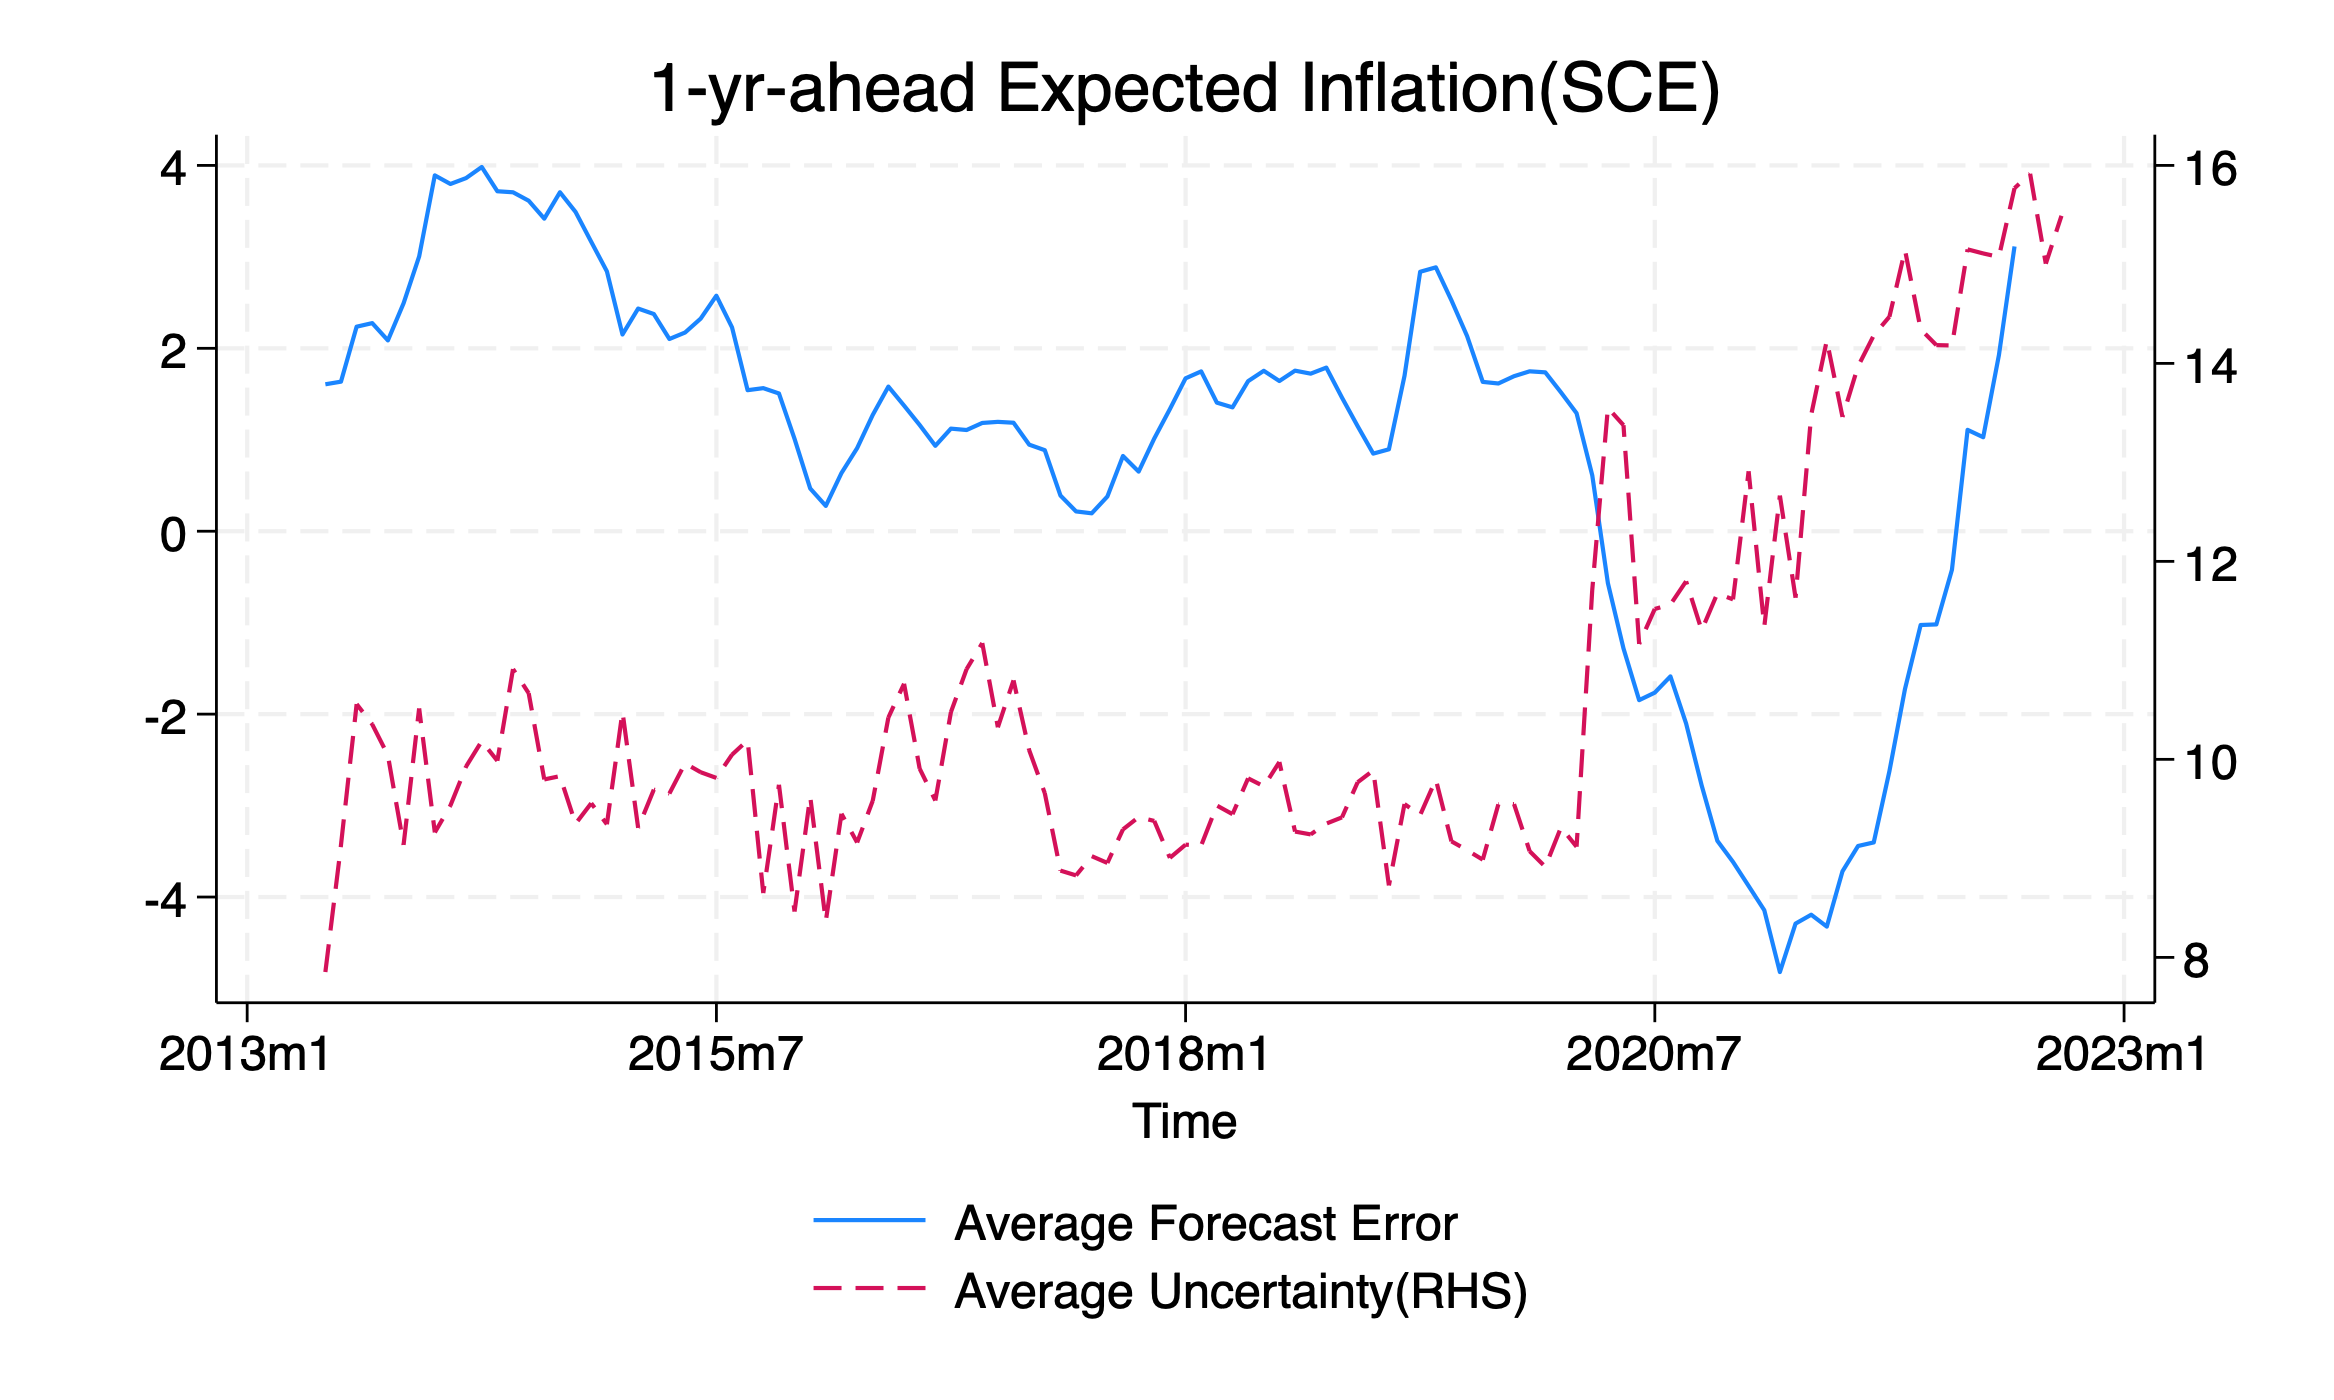 1-yr-ahead Expected Inflation(SCE)
4
2
0
-2
-4
16
14
12
10
8
2013m1 2015m7 2018m1 2020m7 2023m1
Time
Average Forecast Error
Average Uncertainty(RHS)